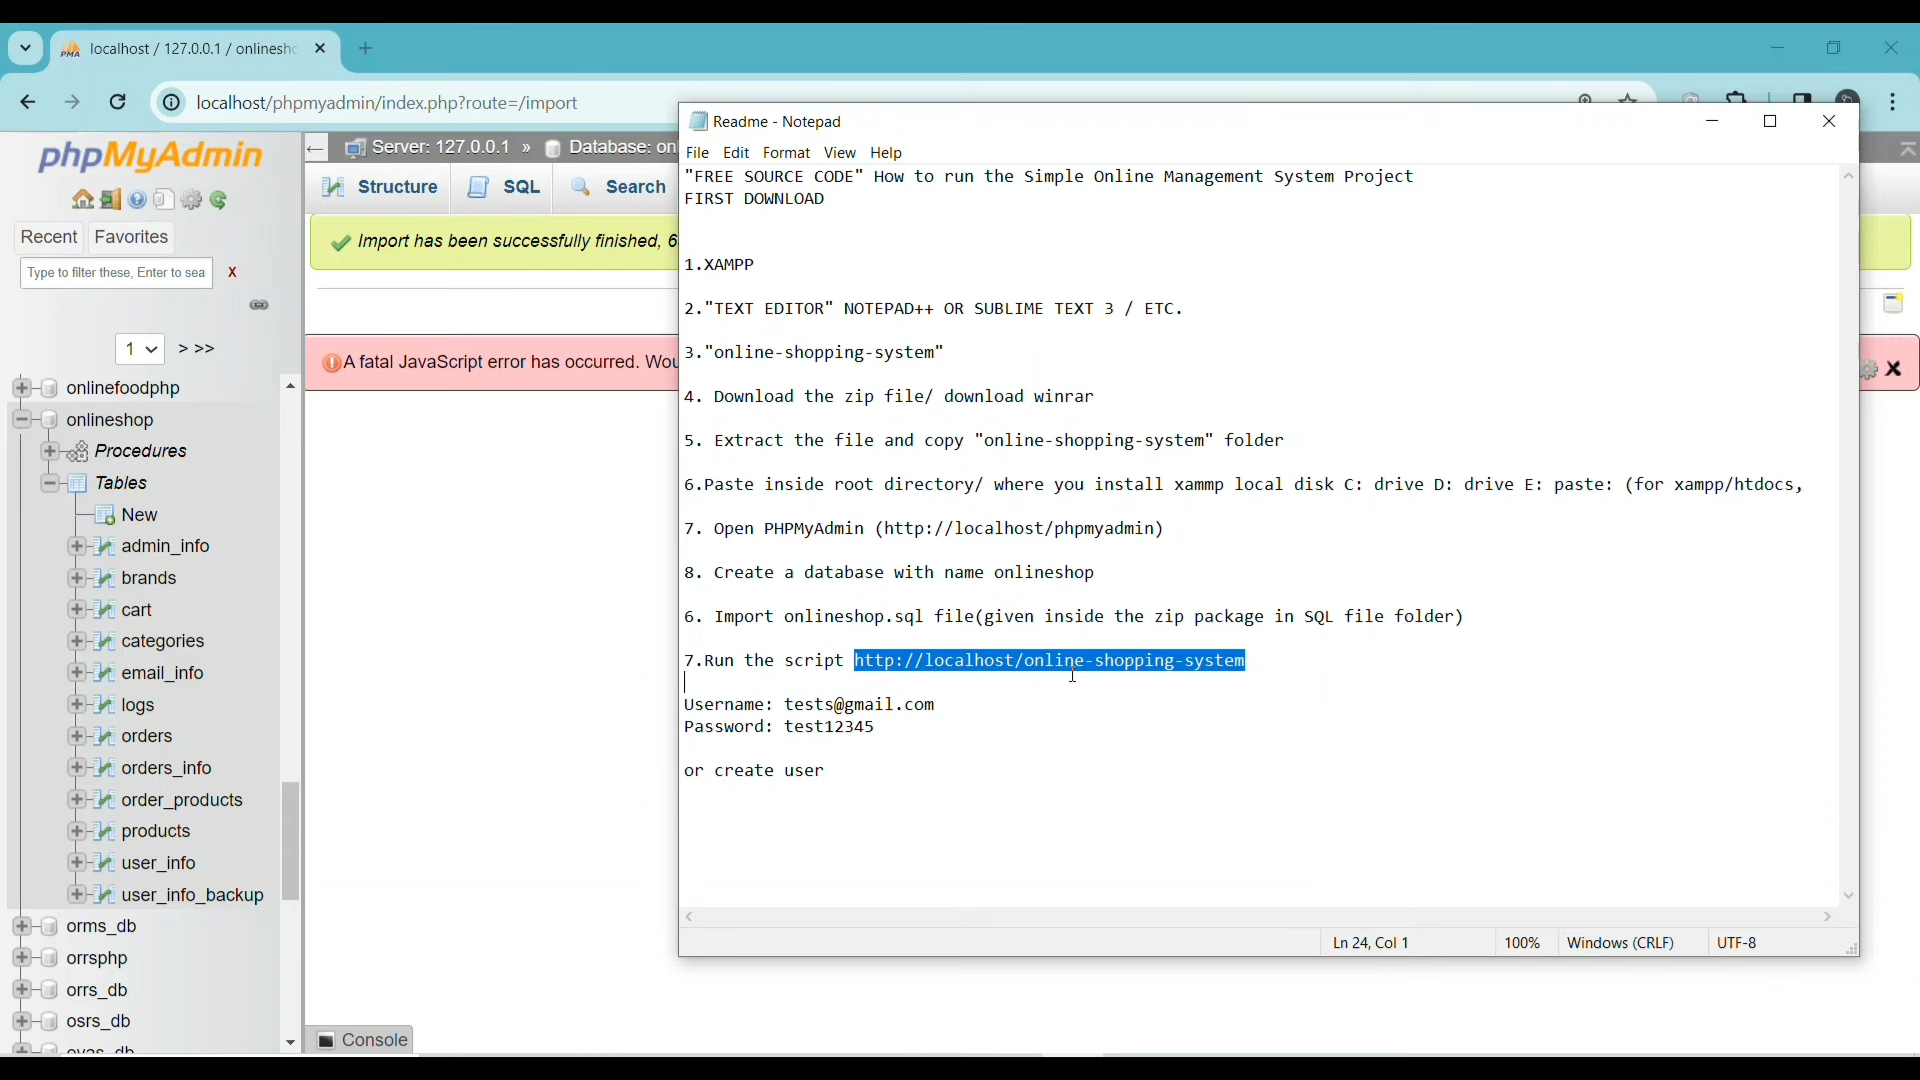 localhost / 127.0.0.1 / onlinesho
localhost/phpmyadmin/index.php?route=/import
phpMyAdmin
Recent Favorites
Type to filter these, Enter to sea X
1 > >>
onlinefoodphp
onlineshop
Procedures
Tables
New
admin_info
brands
cart
categories
email_info
logs
orders
orders_info
order_products
products
user_info
user_info_backup
orms_db
orrsphp
orrs_db
osrs_db
Server: 127.0.0.1 » Database: onl
Structure SQL Search
Import has been successfully finished, 6
A fatal JavaScript error has occurred. Wou
Console
Readme - Notepad
File Edit Format View Help
"FREE SOURCE CODE" How to run the Simple Online Management System Project
FIRST DOWNLOAD
1.XAMPP
2."TEXT EDITOR" NOTEPAD++ OR SUBLIME TEXT 3 / ETC.
3."online-shopping-system"
4. Download the zip file/ download winrar
5. Extract the file and copy "online-shopping-system" folder
6.Paste inside root directory/ where you install xammp local disk C: drive D: drive E: paste: (for xampp/htdocs,
7. Open PHPMyAdmin (http://localhost/phpmyadmin)
8. Create a database with name onlineshop
6. Import onlineshop.sql file(given inside the zip package in SQL file folder)
7.Run the script http://localhost/online-shopping-system
Username: tests@gmail.com
Password: test12345
or create user
Ln 24, Col 1 100% Windows (CRLF) UTF-8